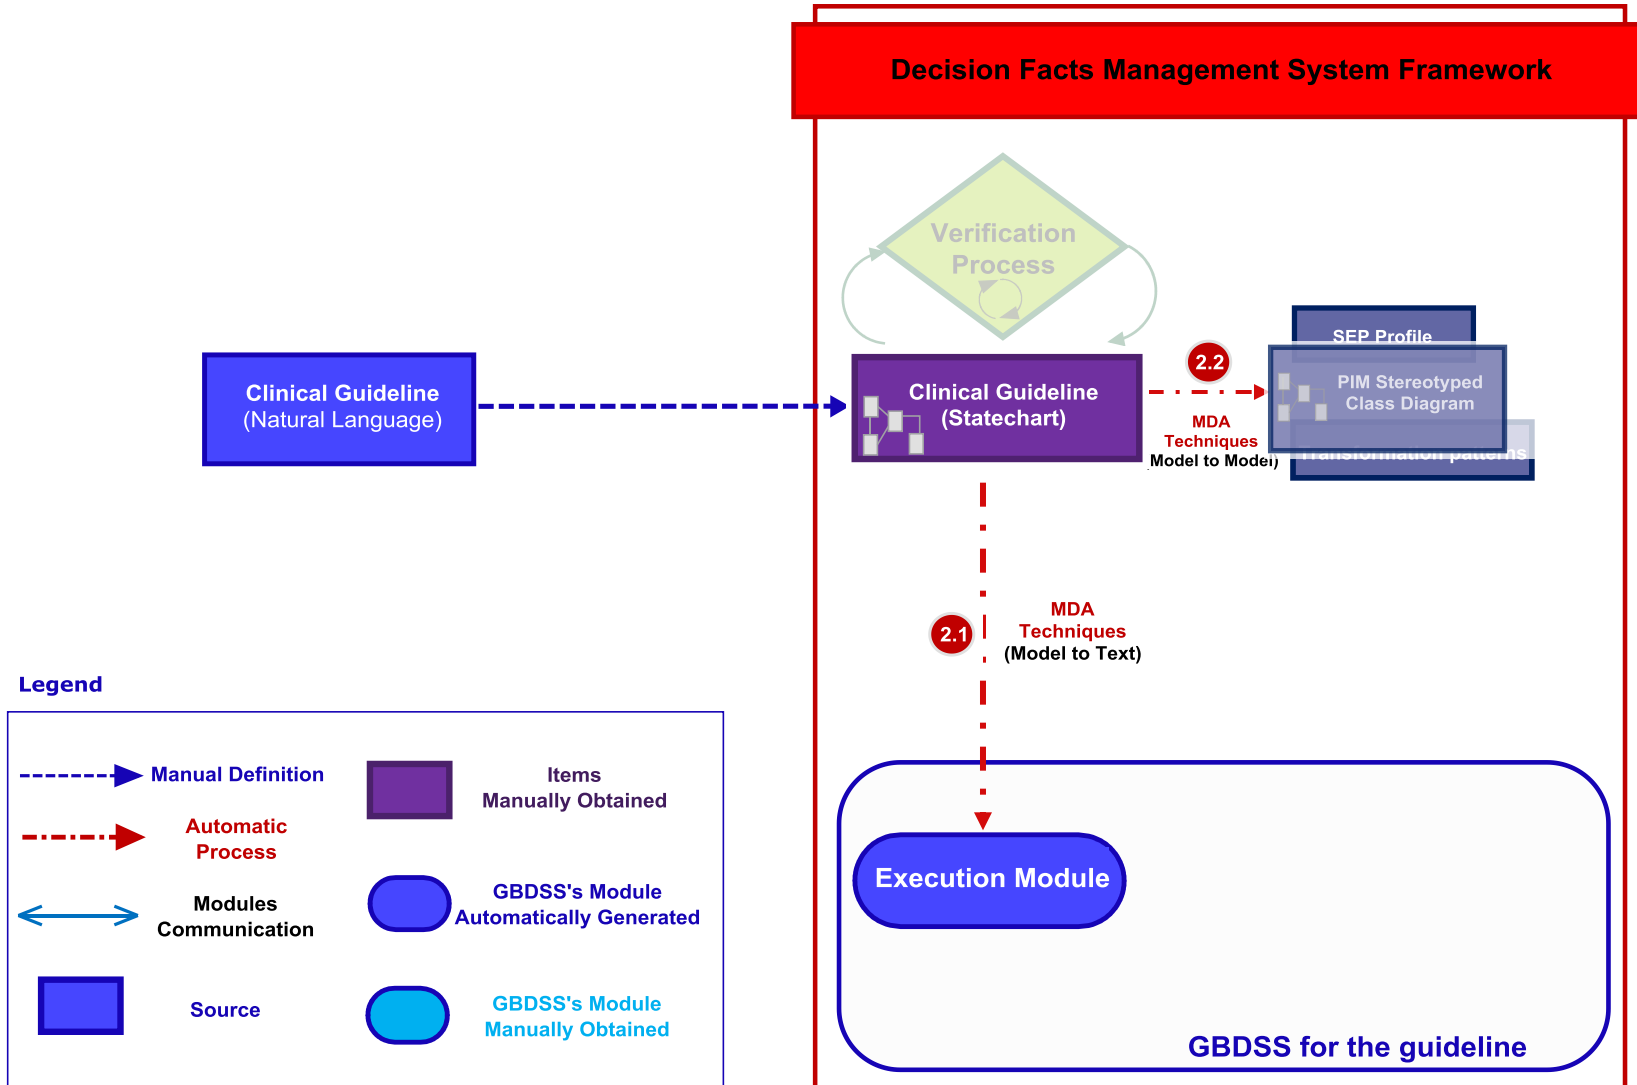 Decision Facts Management System Framework
Verification
Process
SEP Profile
Clinical Guideline
(Natural Language)
Clinical Guideline
(Statechart)
2.2
MDA
Techniques
(Model to Model)
PIM Stereotyped
Class Diagram
Transformation patterns
2.1
MDA
Techniques
(Model to Text)
Legend
Manual Definition
Items
Manually Obtained
Automatic
Process
GBDSS's Module
Automatically Generated
Modules
Communication
Source
GBDSS's Module
Manually Obtained
Execution Module
GBDSS for the guideline